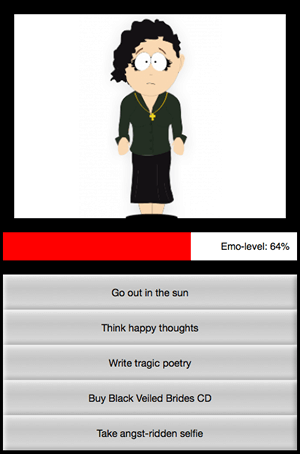 Emo-level: 64%
Go out in the sun
Think happy thoughts
Write tragic poetry
Buy Black Veiled Brides CD
Take angst-ridden selfie